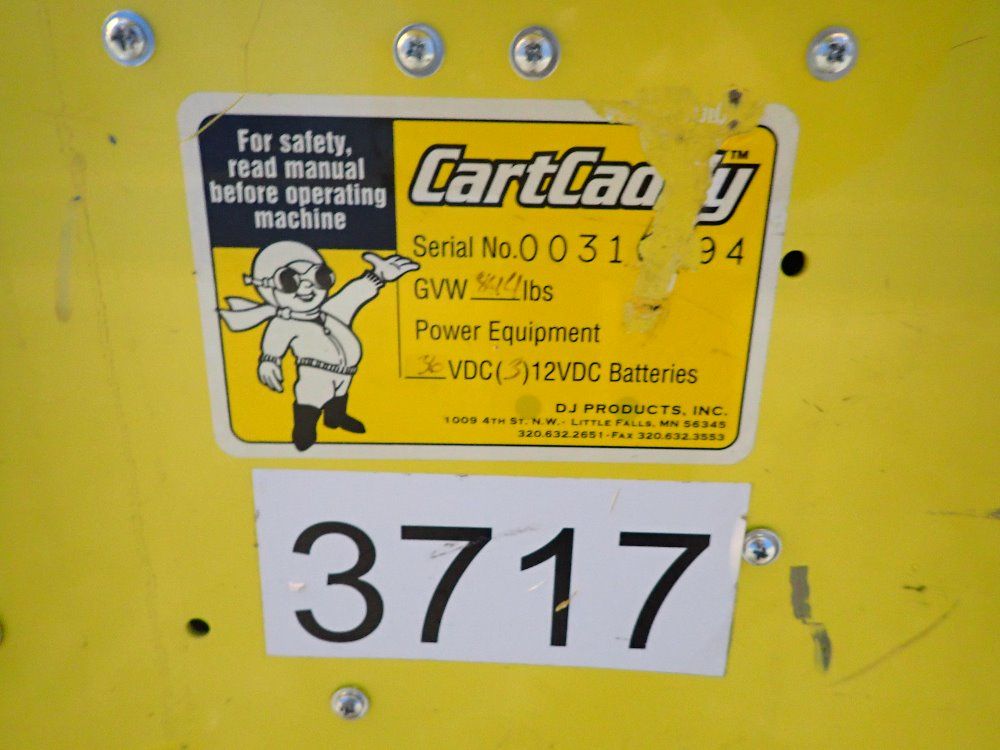 For safety,
read manual
before operating
machine
CartCaddy™
Serial No.
GVW lbs
Power Equipment
36 VDC(3)12VDC Batteries
DJ PRODUCTS, INC.
1009 4TH ST. N.W.- LITTLE FALLS, MN 56345
320.632.2651-FAX 320.632.3553
3717